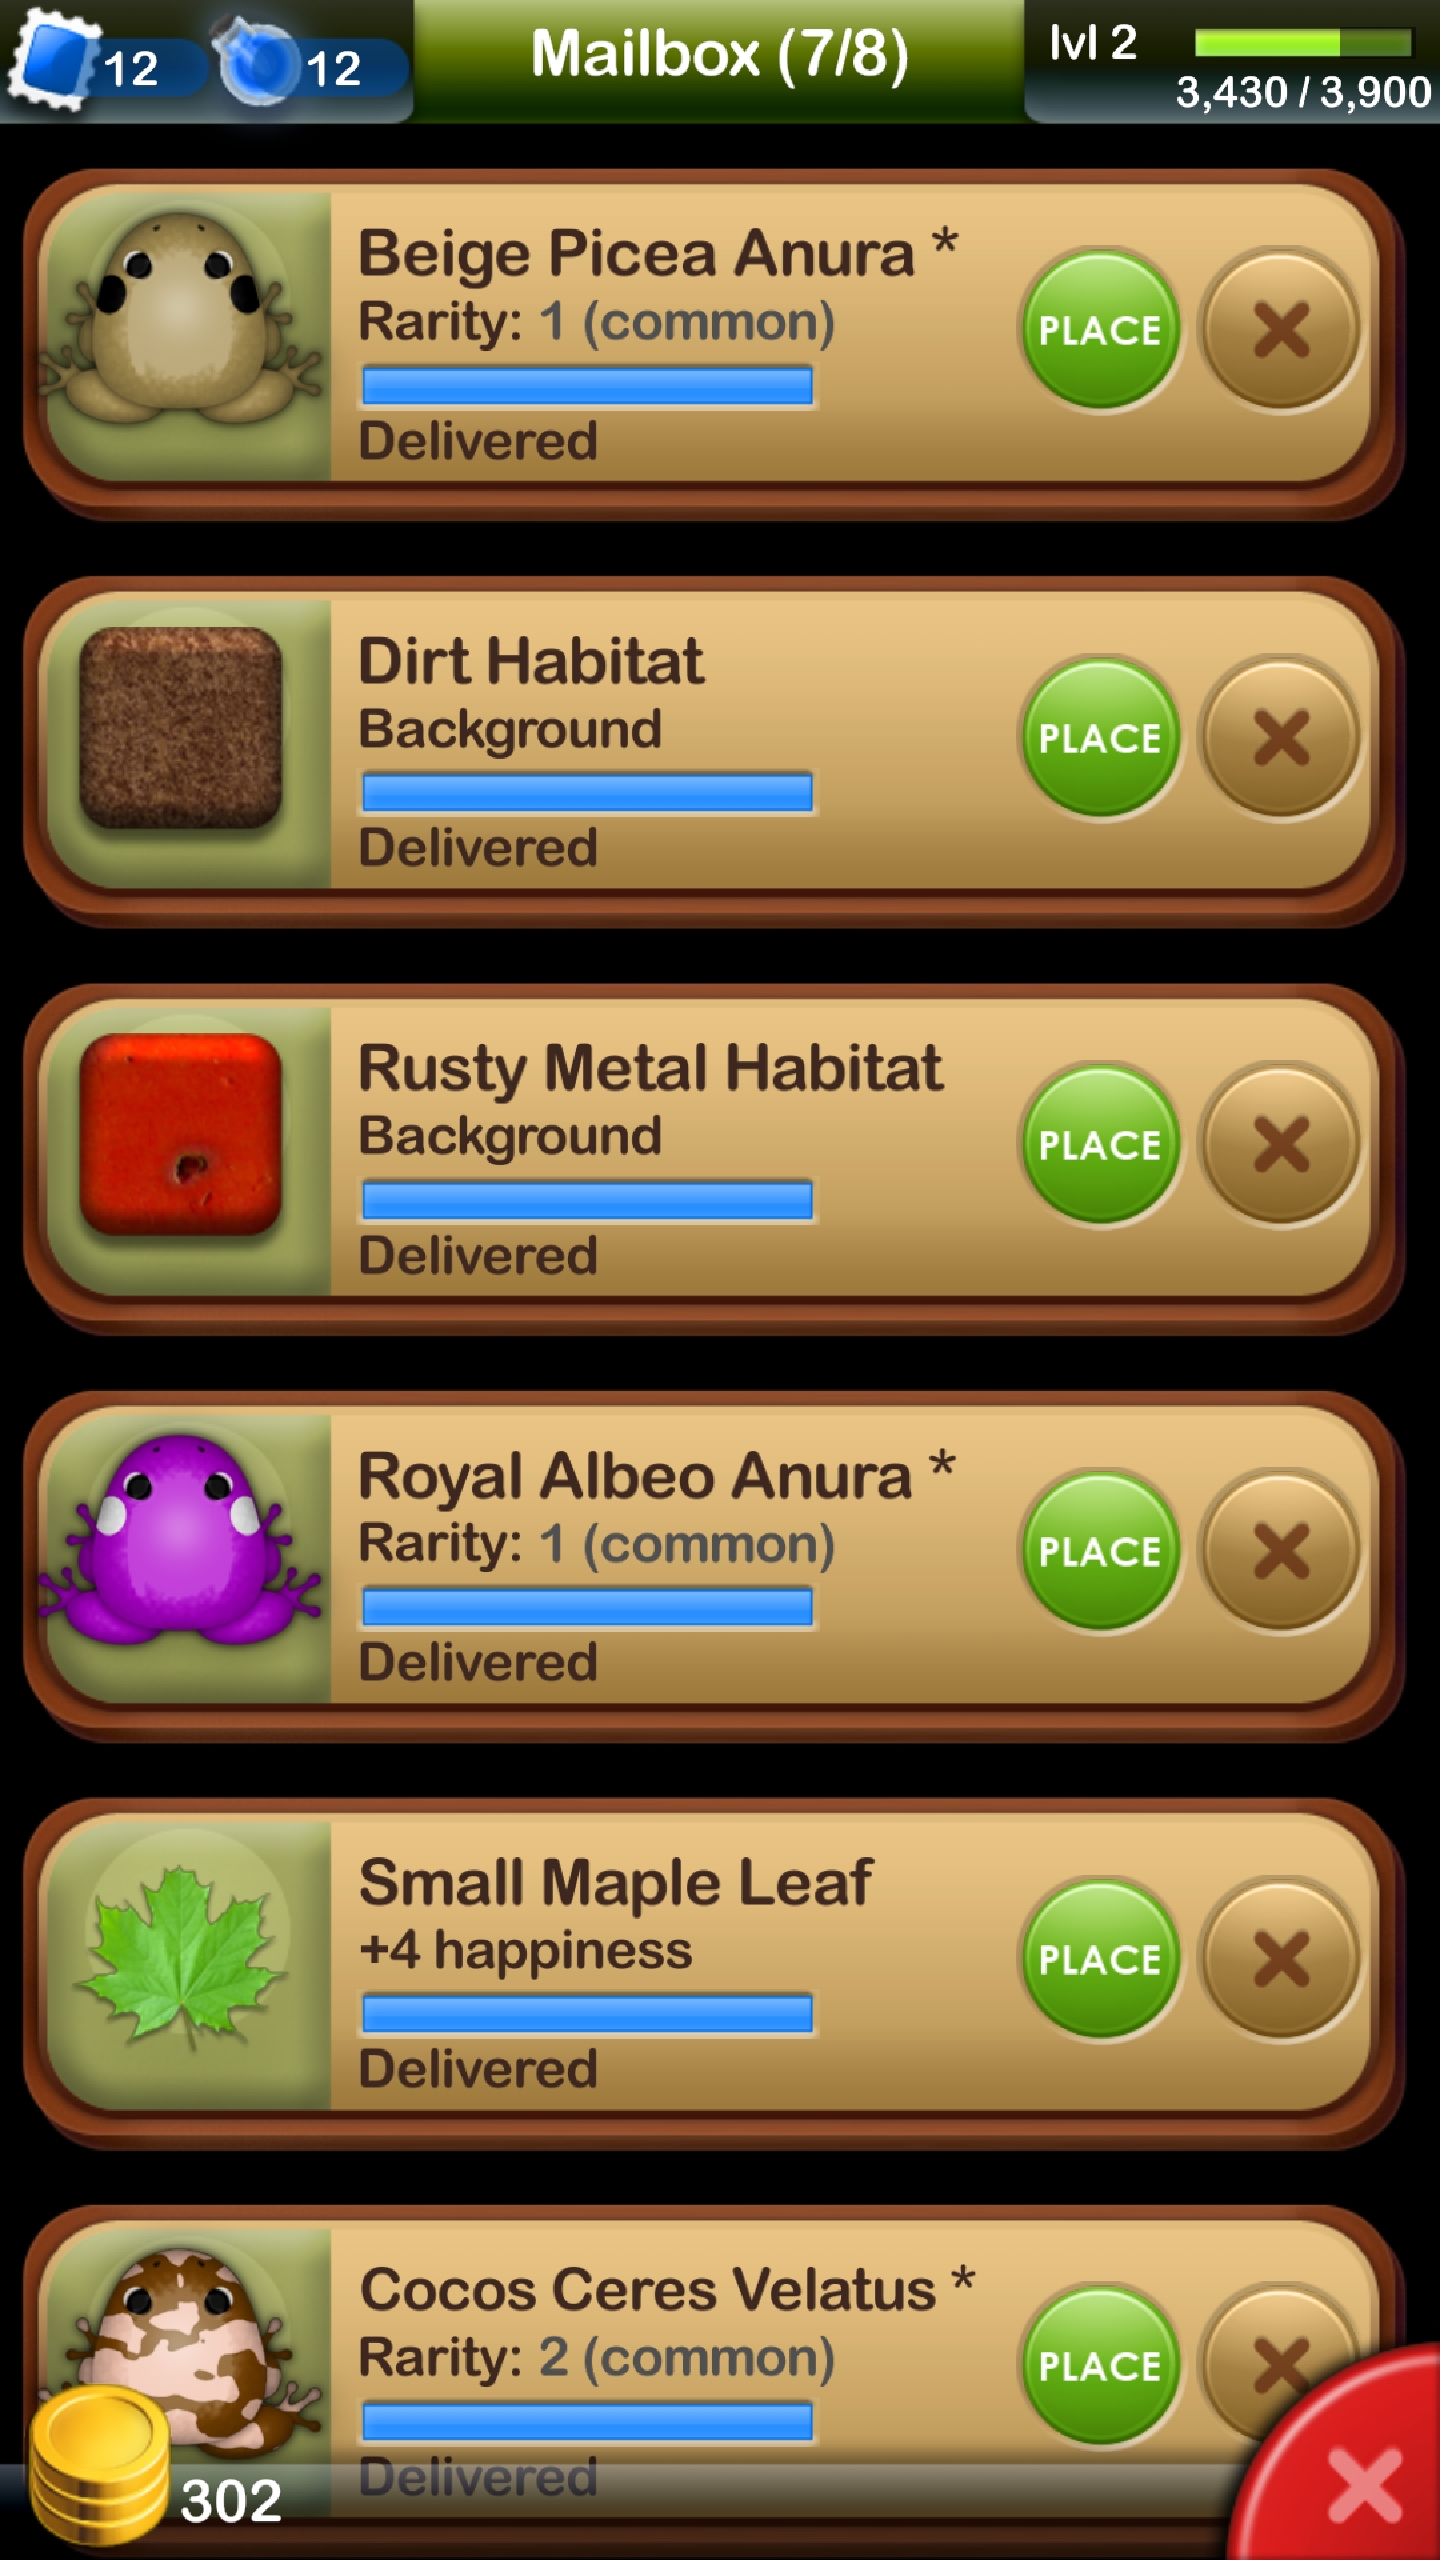 12
12
Mailbox (7/8)
lvl 2
3,430 / 3,900
Beige Picea Anura *
Rarity: 1 (common)
Delivered
PLACE
Dirt Habitat
Background
Delivered
PLACE
Rusty Metal Habitat
Background
Delivered
PLACE
Royal Albeo Anura *
Rarity: 1 (common)
Delivered
PLACE
Small Maple Leaf
+4 happiness
Delivered
PLACE
Cocos Ceres Velatus *
Rarity: 2 (common)
Delivered
PLACE
302